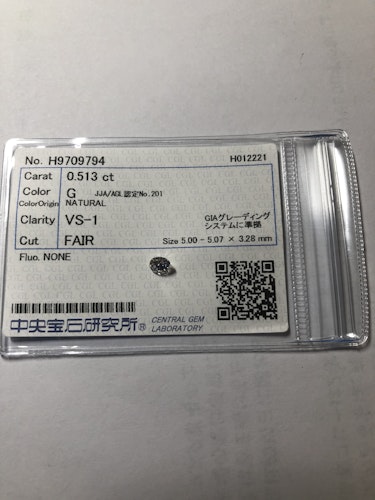 No. H9709794 H012221
Carat 0.513 ct
Color G JJA/AGL認定No.201
ColorOrigin NATURAL
Clarity VS-1 GIAグレーディング
システムに準拠
Cut FAIR Size 5.00 - 5.07 × 3.28 mm
Fluo. NONE
中央宝石研究所® CENTRAL GEM
LABORATORY